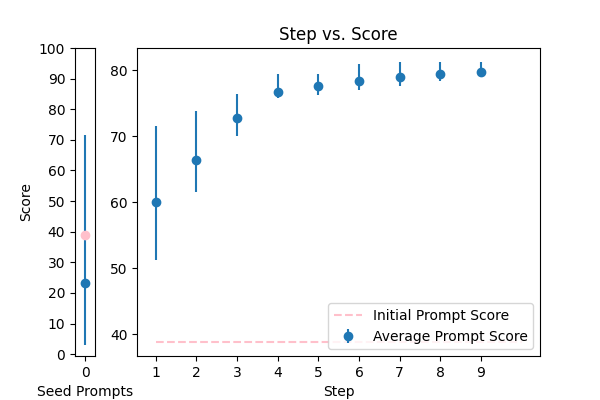 Step vs. Score
Score
100
90
80
70
60
50
40
30
20
10
0
0
Seed Prompts
80
70
60
50
40
1 2 3 4 5 6 7 8 9
Step
Initial Prompt Score
Average Prompt Score